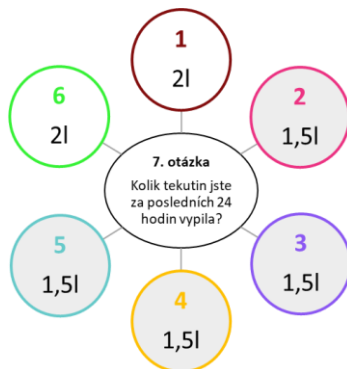 1
2l
2
1,5l
3
1,5l
4
1,5l
5
1,5l
6
2l
7. otázka
Kolik tekutin jste
za posledních 24
hodin vypila?